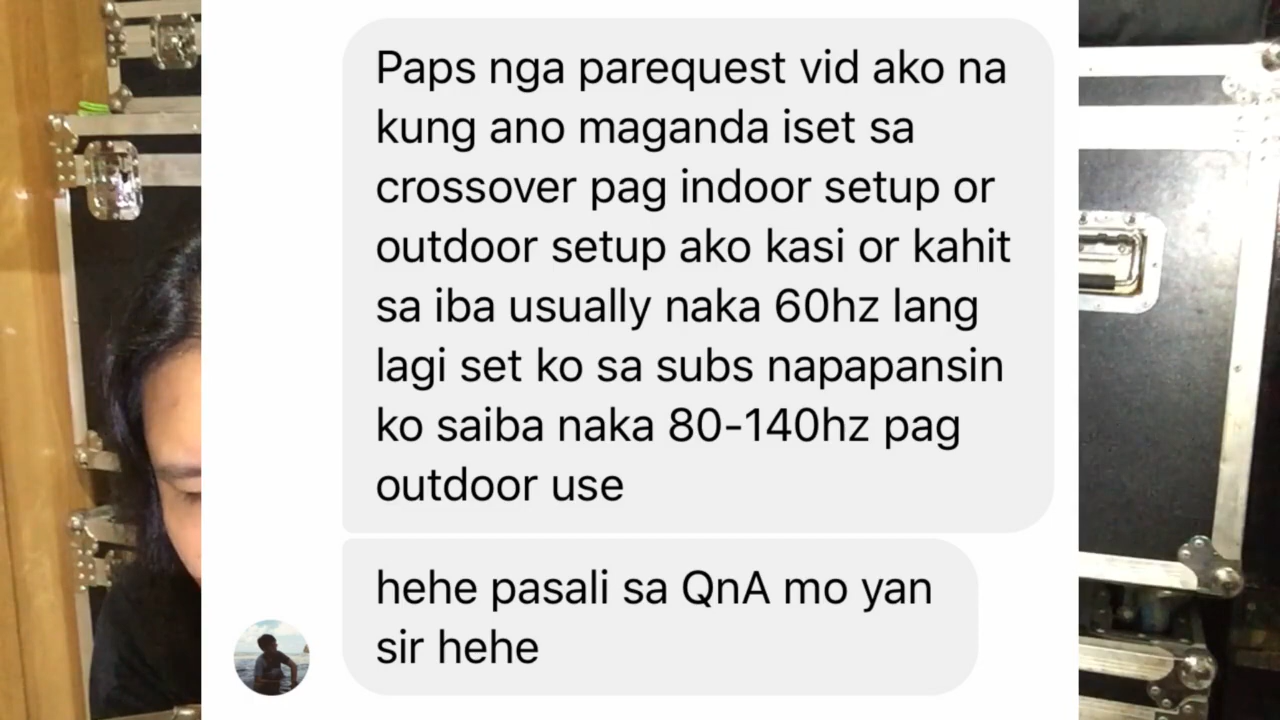 Paps nga parequest vid ako na
kung ano maganda iset sa
crossover pag indoor setup or
outdoor setup ako kasi or kahit
sa iba usually naka 60hz lang
lagi set ko sa subs napapansin
ko saiba naka 80-140hz pag
outdoor use
hehe pasali sa QnA mo yan
sir hehe